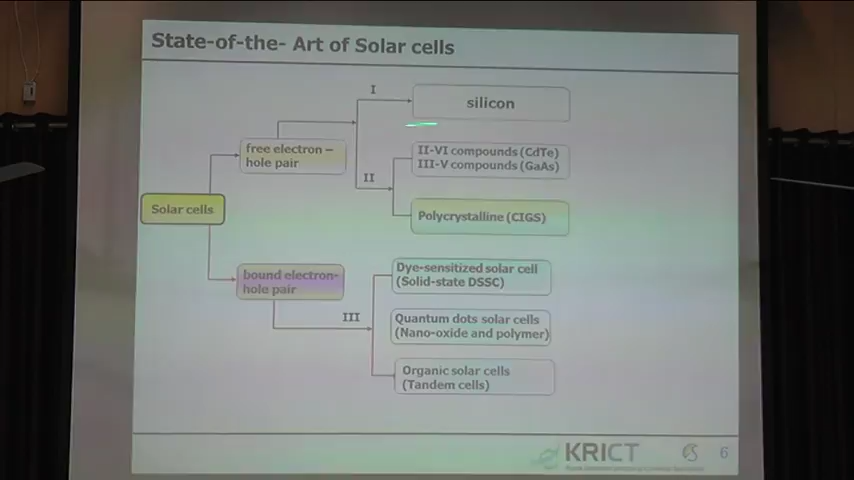 State-of-the- Art of Solar cells
I
silicon
free electron –
hole pair
II-VI compounds (CdTe)
III-V compounds (GaAs)
II
Solar cells
Polycrystalline (CIGS)
bound electron-
hole pair
Dye-sensitized solar cell
(Solid-state DSSC)
III
Quantum dots solar cells
(Nano-oxide and polymer)
Organic solar cells
(Tandem cells)
KRICT
6